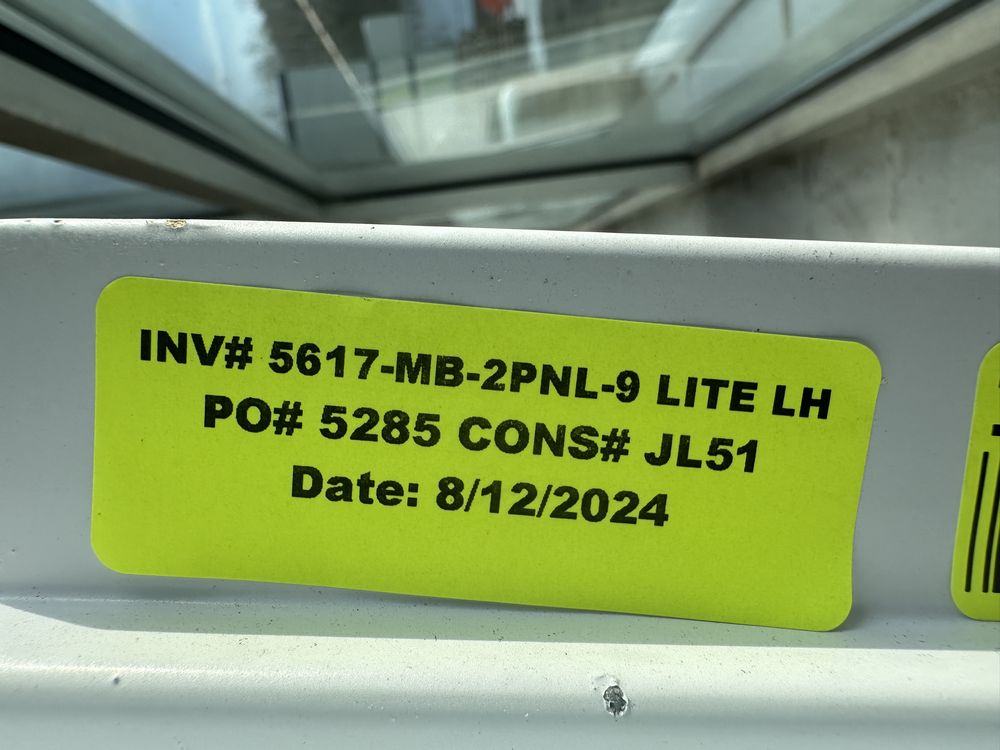 INV# 5617-MB-2PNL-9 LITE LH
PO# 5285 CONS# JL51
Date: 8/12/2024